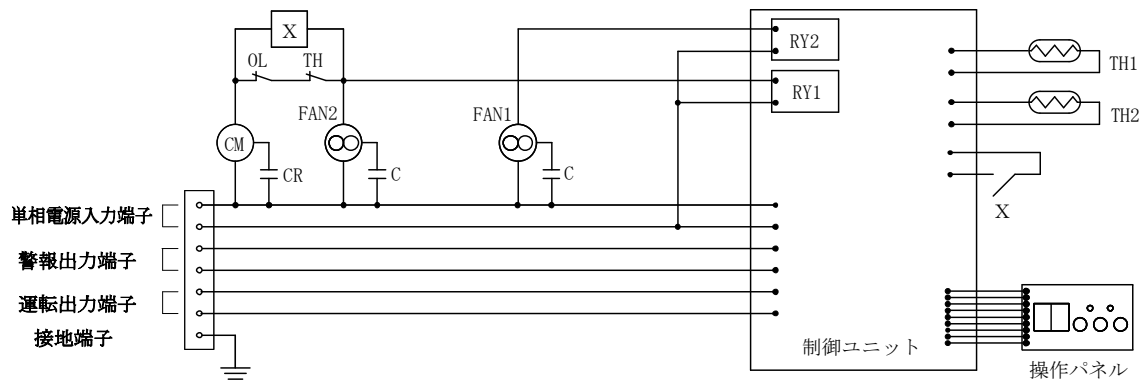 X
OL
TH
RY2
RY1
TH1
TH2
FAN2
FAN1
CM
CR
C
C
X
単相電源入力端子
警報出力端子
運転出力端子
接地端子
制御ユニット
操作パネル